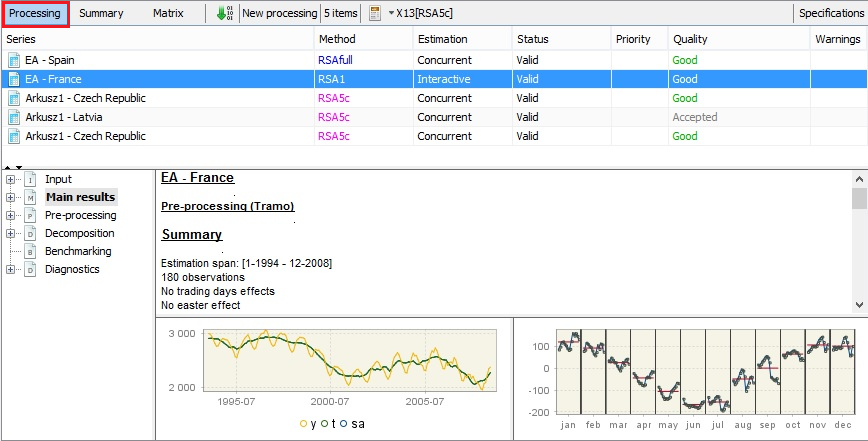 Processing Summary Matrix New processing 5 items X13[RSA5c] Specifications
Series Method Estimation Status Priority Quality Warnings
EA - Spain RSAfull Concurrent Valid Good
EA - France RSA1 Interactive Valid Good
Arkusz1 - Czech Republic RSA5c Concurrent Valid Good
Arkusz1 - Latvia RSA5c Concurrent Valid Accepted
Arkusz1 - Czech Republic RSA5c Concurrent Valid Good
I Input
M Main results
P Pre-processing
D Decomposition
B Benchmarking
D Diagnostics
EA - France
Pre-processing (Tramo)
Summary
Estimation span: [1-1994 - 12-2008]
180 observations
No trading days effects
No easter effect
3 000
2 000
1995-07 2000-07 2005-07
y t sa
100
0
-100
-200
jan feb mar apr may jun jul aug sep oct nov dec